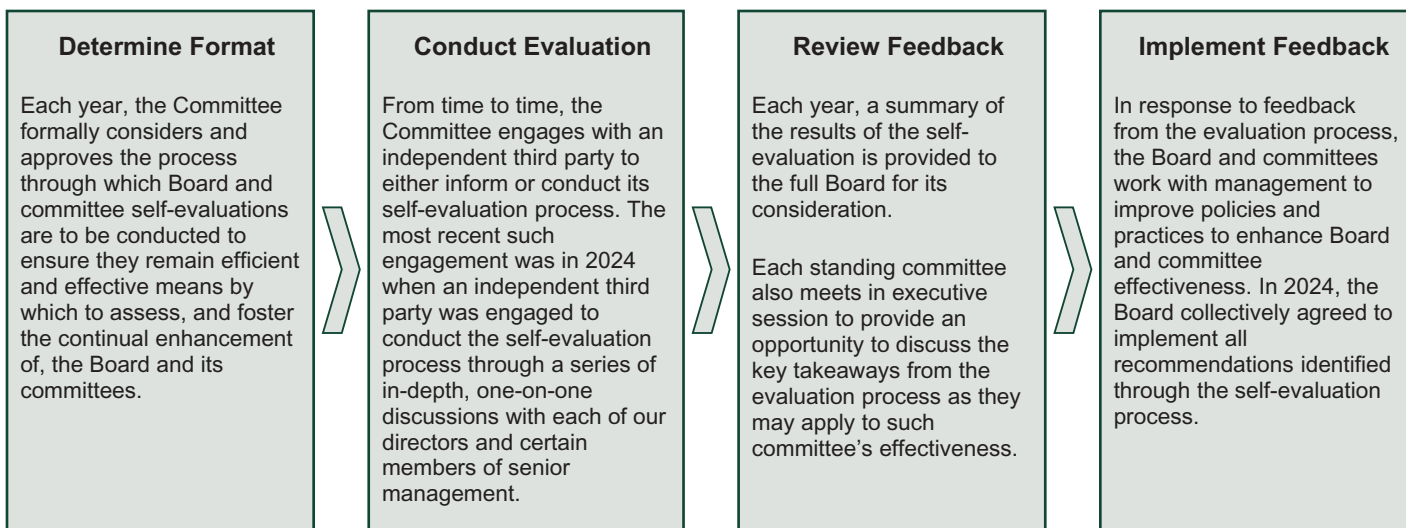 Determine Format
Each year, the Committee
formally considers and
approves the process
through which Board and
committee self-evaluations
are to be conducted to
ensure they remain efficient
and effective means by
which to assess, and foster
the continual enhancement
of, the Board and its
committees.
Conduct Evaluation
From time to time, the
Committee engages with an
independent third party to
either inform or conduct its
self-evaluation process. The
most recent such
engagement was in 2024
when an independent third
party was engaged to
conduct the self-evaluation
process through a series of
in-depth, one-on-one
discussions with each of our
directors and certain
members of senior
management.
Review Feedback
Each year, a summary of
the results of the self-
evaluation is provided to
the full Board for its
consideration.
Each standing committee
also meets in executive
session to provide an
opportunity to discuss the
key takeaways from the
evaluation process as they
may apply to such
committee’s effectiveness.
Implement Feedback
In response to feedback
from the evaluation process,
the Board and committees
work with management to
improve policies and
practices to enhance Board
and committee
effectiveness. In 2024, the
Board collectively agreed to
implement all
recommendations identified
through the self-evaluation
process.